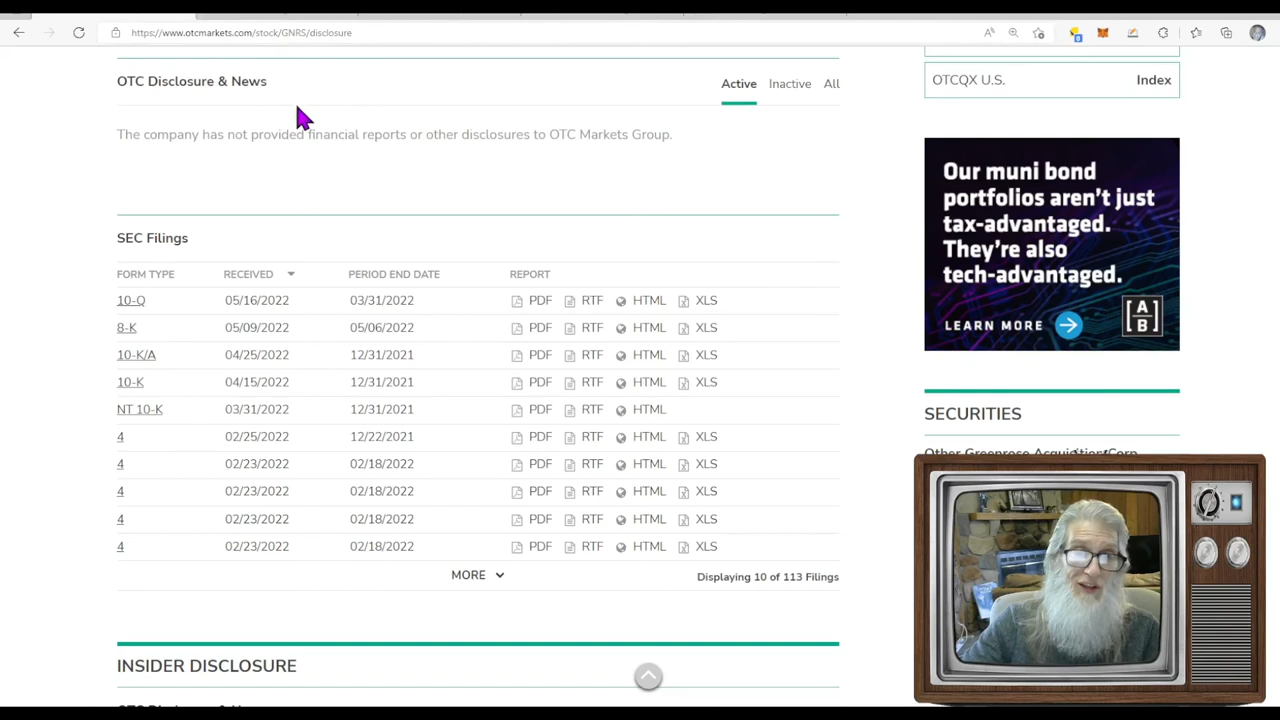 https://www.otcmarkets.com/stock/GNRS/disclosure
OTC Disclosure & News
Active Inactive All
The company has not provided financial reports or other disclosures to OTC Markets Group.
SEC Filings
FORM TYPE RECEIVED PERIOD END DATE REPORT
10-Q 05/16/2022 03/31/2022 PDF RTF HTML XLS
8-K 05/09/2022 05/06/2022 PDF RTF HTML XLS
10-K/A 04/25/2022 12/31/2021 PDF RTF HTML XLS
10-K 04/15/2022 12/31/2021 PDF RTF HTML XLS
NT 10-K 03/31/2022 12/31/2021 PDF RTF HTML
4 02/25/2022 12/22/2021 PDF RTF HTML XLS
4 02/23/2022 02/18/2022 PDF RTF HTML XLS
4 02/23/2022 02/18/2022 PDF RTF HTML XLS
4 02/23/2022 02/18/2022 PDF RTF HTML XLS
4 02/23/2022 02/18/2022 PDF RTF HTML XLS
MORE
Displaying 10 of 113 Filings
INSIDER DISCLOSURE
OTCQX U.S. Index
Our muni bond
portfolios aren't just
tax-advantaged.
They're also
tech-advantaged.
LEARN MORE
[A
B]
SECURITIES
Other Greenrose Acquisition Corp